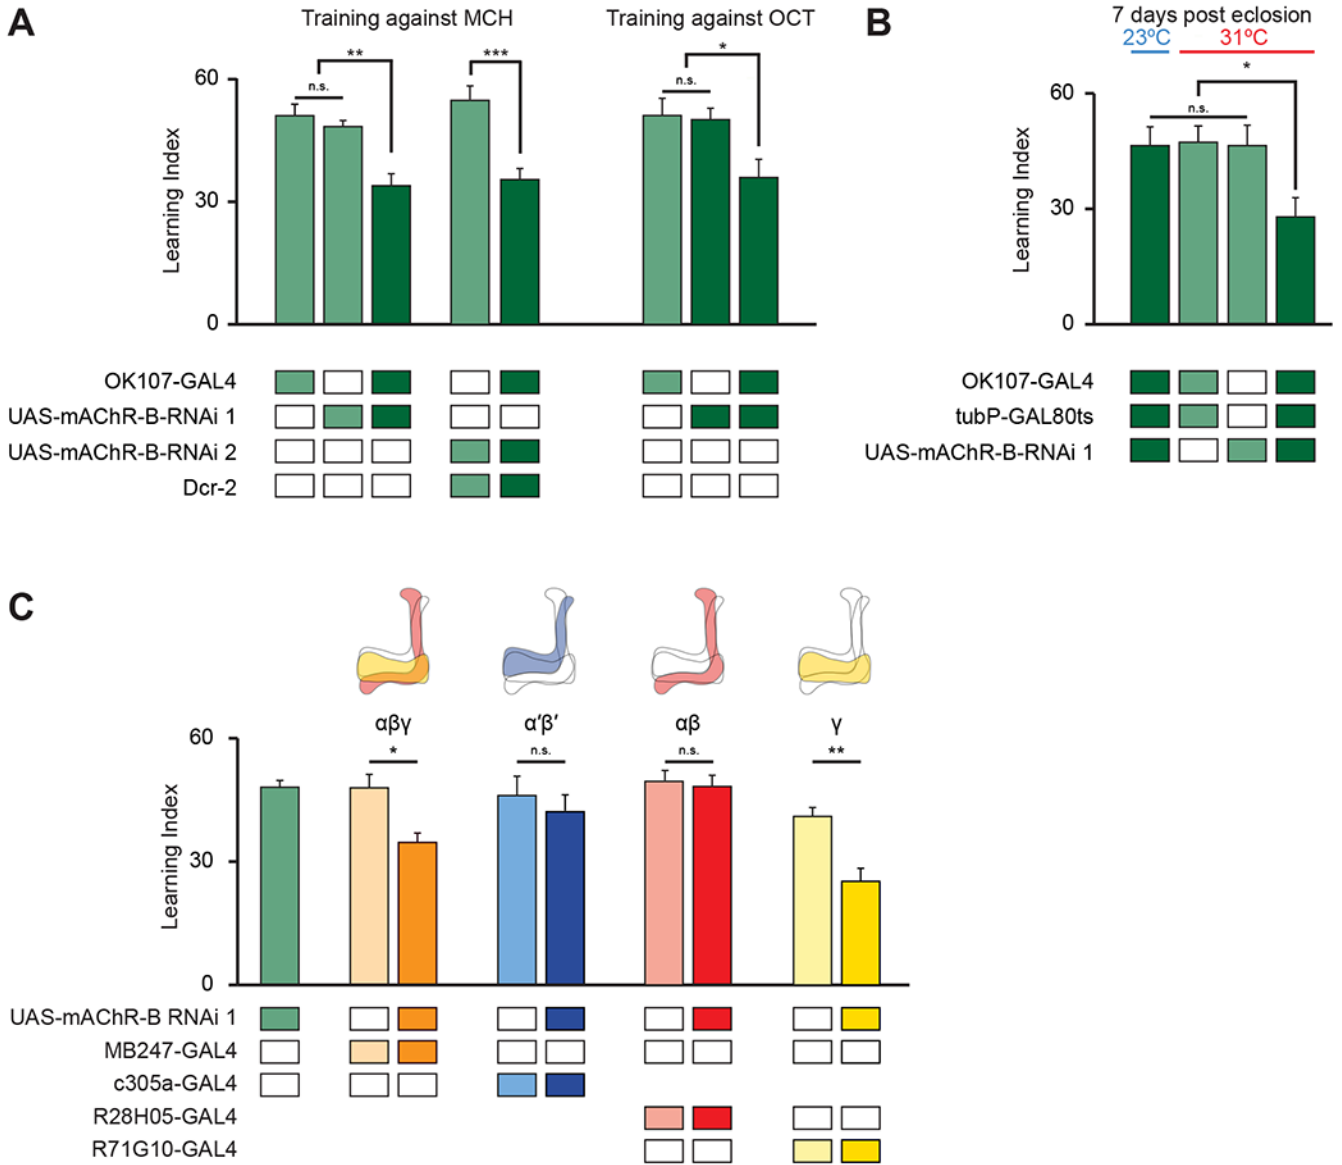 A
Training against MCH
Training against OCT
**
***
*
n.s.
n.s.
60
30
0
Learning Index
OK107-GAL4
UAS-mAChR-B-RNAi 1
UAS-mAChR-B-RNAi 2
Dcr-2
B
7 days post eclosion
23ºC
31ºC
*
n.s.
60
30
0
Learning Index
OK107-GAL4
tubP-GAL80ts
UAS-mAChR-B-RNAi 1
C
αβγ
α′β′
αβ
γ
*
n.s.
n.s.
**
60
30
0
Learning Index
UAS-mAChR-B RNAi 1
MB247-GAL4
c305a-GAL4
R28H05-GAL4
R71G10-GAL4